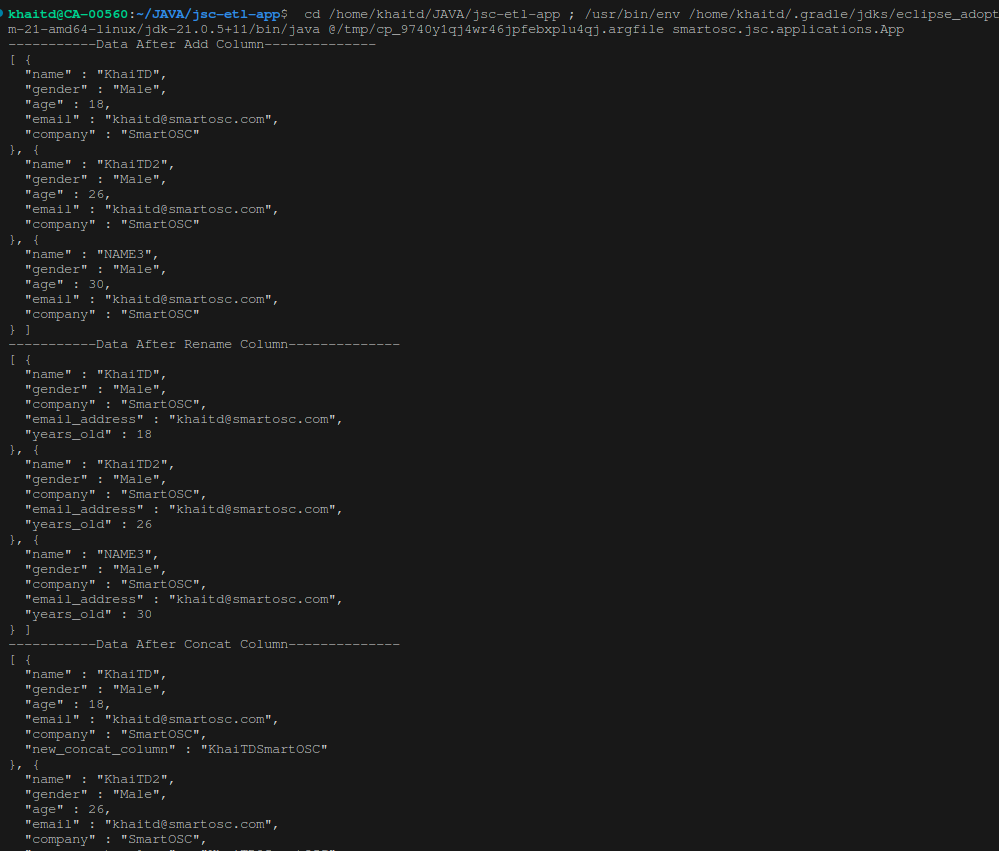 khaitd@CA-00560:~/JAVA/jsc-etl-app$  cd /home/khaitd/JAVA/jsc-etl-app ; /usr/bin/env /home/khaitd/.gradle/jdks/eclipse_adopt
m-21-amd64-linux/jdk-21.0.5+11/bin/java @/tmp/cp_9740y1qj4wr46jpfebxplu4qj.argfile smartosc.jsc.applications.App
-----------Data After Add Column--------------
[ {
  "name" : "KhaiTD",
  "gender" : "Male",
  "age" : 18,
  "email" : "khaitd@smartosc.com",
  "company" : "SmartOSC"
}, {
  "name" : "KhaiTD2",
  "gender" : "Male",
  "age" : 26,
  "email" : "khaitd@smartosc.com",
  "company" : "SmartOSC"
}, {
  "name" : "NAME3",
  "gender" : "Male",
  "age" : 30,
  "email" : "khaitd@smartosc.com",
  "company" : "SmartOSC"
} ]
-----------Data After Rename Column--------------
[ {
  "name" : "KhaiTD",
  "gender" : "Male",
  "company" : "SmartOSC",
  "email_address" : "khaitd@smartosc.com",
  "years_old" : 18
}, {
  "name" : "KhaiTD2",
  "gender" : "Male",
  "company" : "SmartOSC",
  "email_address" : "khaitd@smartosc.com",
  "years_old" : 26
}, {
  "name" : "NAME3",
  "gender" : "Male",
  "company" : "SmartOSC",
  "email_address" : "khaitd@smartosc.com",
  "years_old" : 30
} ]
-----------Data After Concat Column--------------
[ {
  "name" : "KhaiTD",
  "gender" : "Male",
  "age" : 18,
  "email" : "khaitd@smartosc.com",
  "company" : "SmartOSC",
  "new_concat_column" : "KhaiTDSmartOSC"
}, {
  "name" : "KhaiTD2",
  "gender" : "Male",
  "age" : 26,
  "email" : "khaitd@smartosc.com",
  "company" : "SmartOSC",